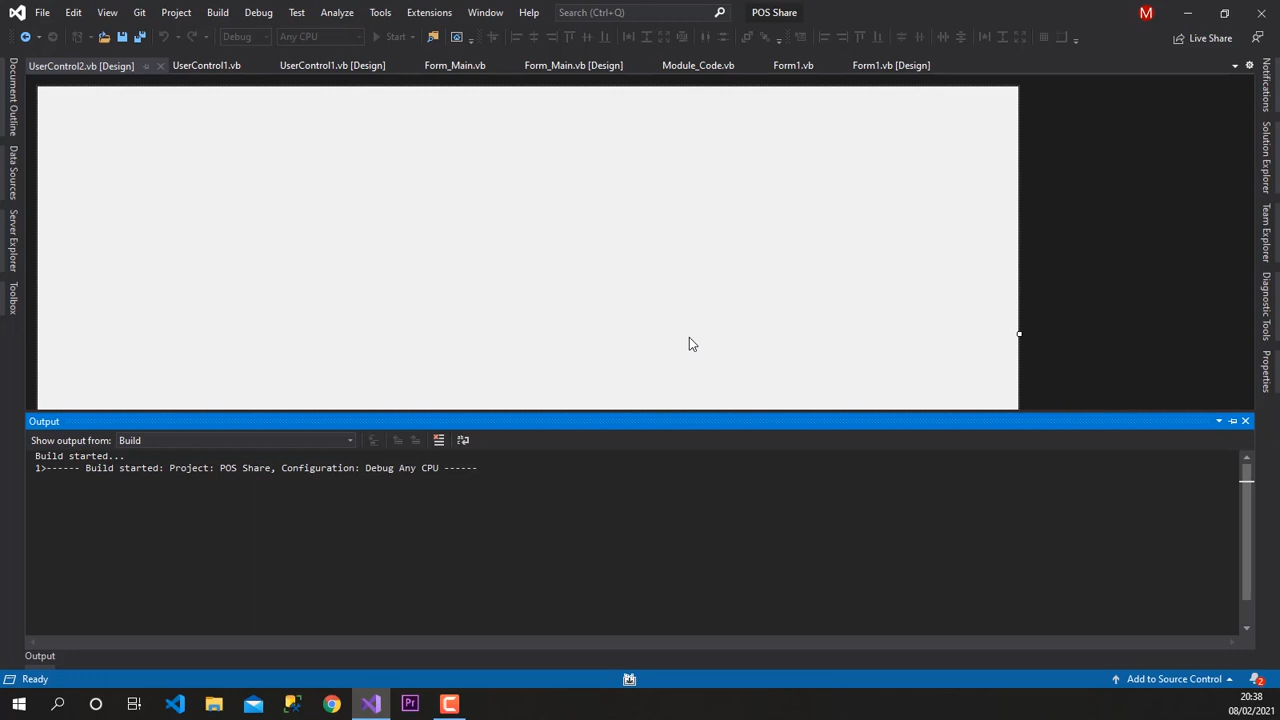 File Edit View Git Project Build Debug Test Analyze Tools Extensions Window Help Search (Ctrl+Q) POS Share M
Debug Any CPU Start Live Share
UserControl2.vb [Design] UserControl1.vb UserControl1.vb [Design] Form_Main.vb Form_Main.vb [Design] Module_Code.vb Form1.vb Form1.vb [Design]
Document Outline
Data Sources
Server Explorer
Toolbox
Notifications
Solution Explorer
Team Explorer
Diagnostic Tools
Properties
Output
Show output from: Build
Build started...
1>------ Build started: Project: POS Share, Configuration: Debug Any CPU ------
Output
Ready Add to Source Control 2
Pr C 20:38
08/02/2021